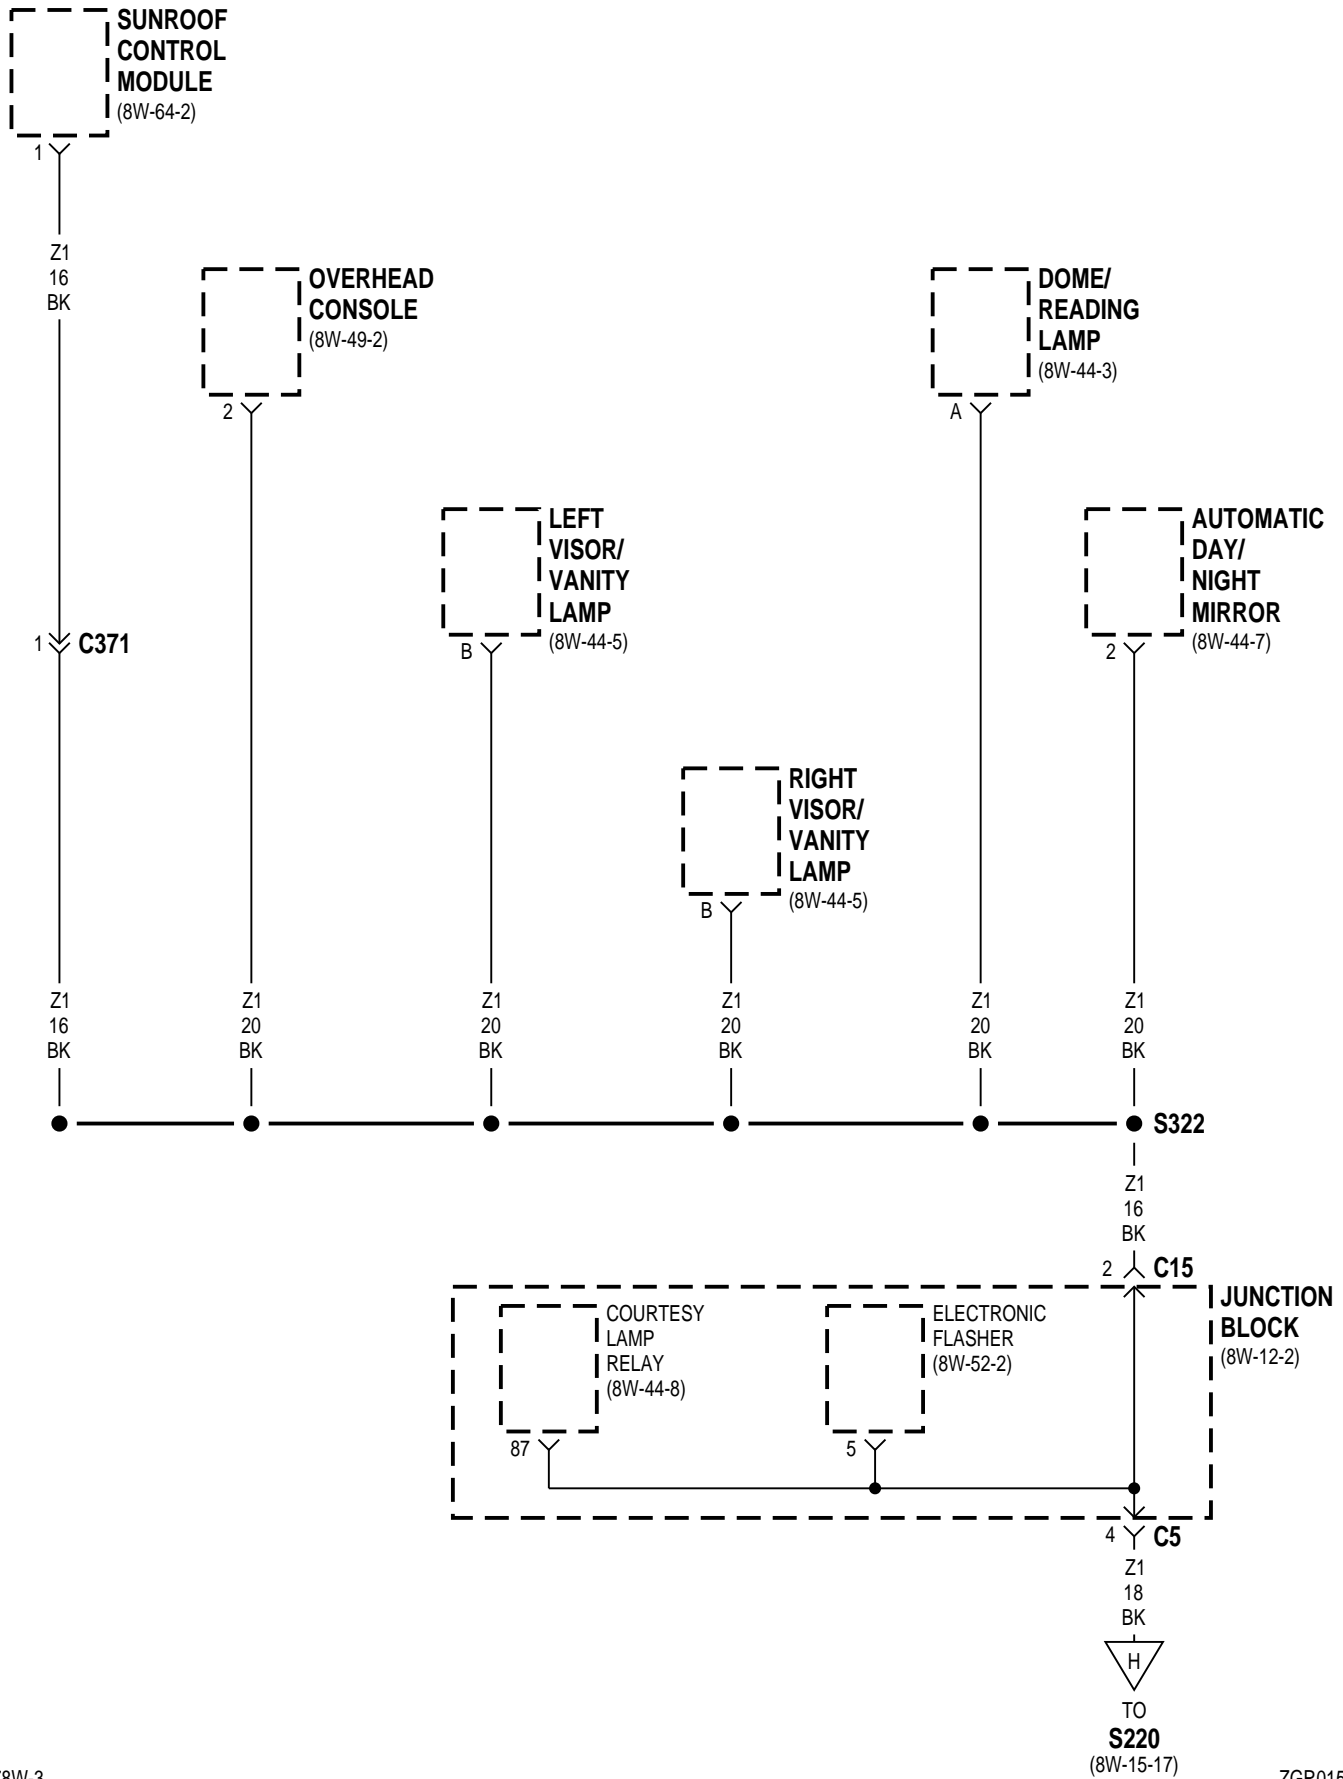 SUNROOF
CONTROL
MODULE
(8W-64-2)
1
Z1
16
BK
OVERHEAD
CONSOLE
(8W-49-2)
2
DOME/
READING
LAMP
(8W-44-3)
A
LEFT
VISOR/
VANITY
LAMP
(8W-44-5)
B
AUTOMATIC
DAY/
NIGHT
MIRROR
(8W-44-7)
2
1 C371
RIGHT
VISOR/
VANITY
LAMP
(8W-44-5)
B
Z1 Z1 Z1 Z1 Z1 Z1
16 20 20 20 20 20
BK BK BK BK BK BK
S322
Z1
16
BK
2 C15
JUNCTION
BLOCK
(8W-12-2)
COURTESY
LAMP
RELAY
(8W-44-8)
87
ELECTRONIC
FLASHER
(8W-52-2)
5
4 C5
Z1
18
BK
H
TO
S220
(8W-15-17)